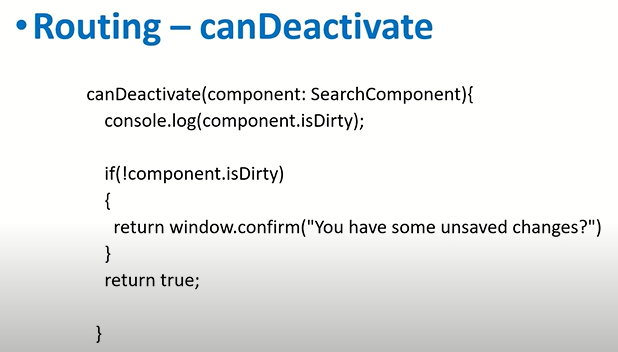 •Routing – canDeactivate
canDeactivate(component: SearchComponent){
console.log(component.isDirty);
if(!component.isDirty)
{
return window.confirm("You have some unsaved changes?")
}
return true;
}